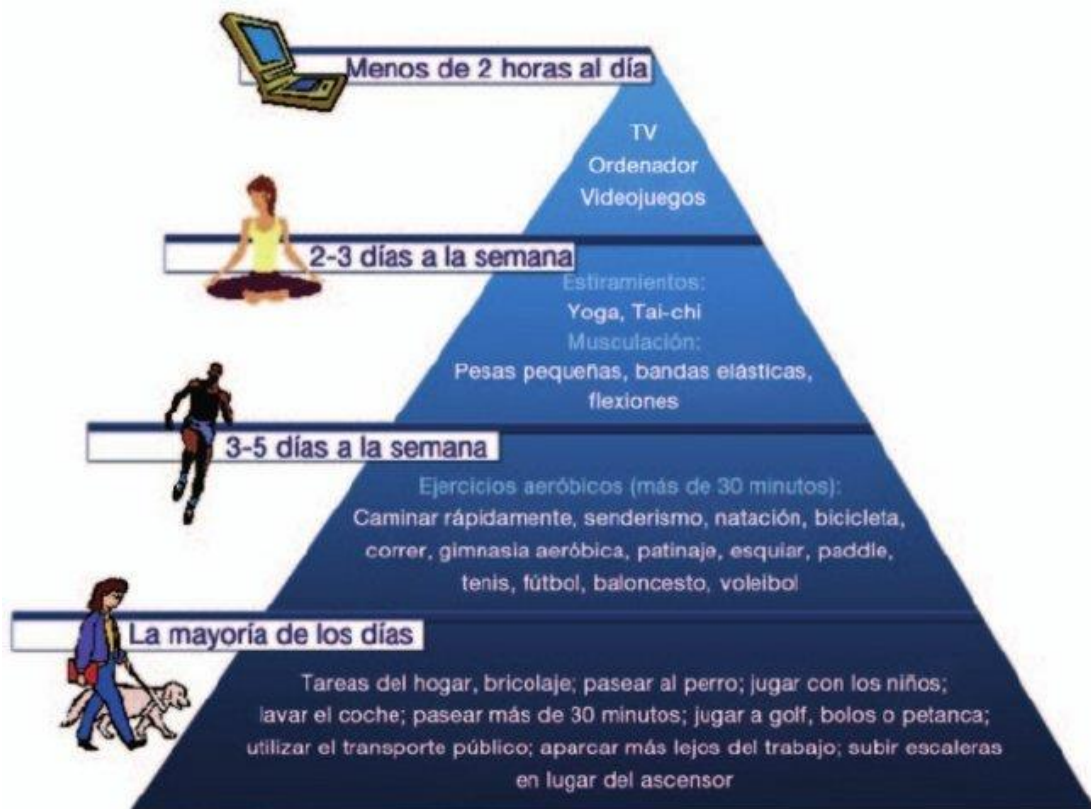 Menos de 2 horas al día
TV
Ordenador
Videojuegos
2-3 días a la semana
Estiramientos:
Yoga, Tai-chi
Musculación:
Pesas pequeñas, bandas elásticas,
flexiones
3-5 días a la semana
Ejercicios aeróbicos (más de 30 minutos):
Caminar rápidamente, senderismo, natación, bicicleta,
correr, gimnasia aeróbica, patinaje, esquiar, paddle,
tenis, fútbol, baloncesto, voleibol
La mayoría de los días
Tareas del hogar, bricolaje; pasear al perro; jugar con los niños;
lavar el coche; pasear más de 30 minutos; jugar a golf, bolos o petanca;
utilizar el transporte público; aparcar más lejos del trabajo; subir escaleras
en lugar del ascensor